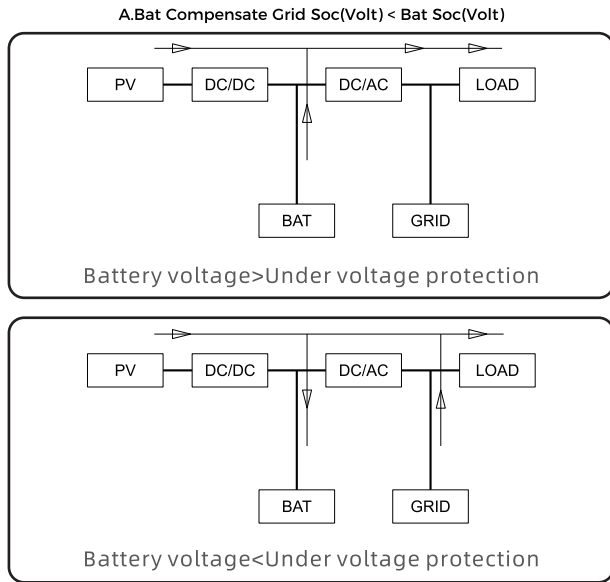 A.Bat Compensate Grid Soc(Volt) < Bat Soc(Volt)
PV DC/DC DC/AC LOAD
BAT GRID
Battery voltage>Under voltage protection
PV DC/DC DC/AC LOAD
BAT GRID
Battery voltage<Under voltage protection